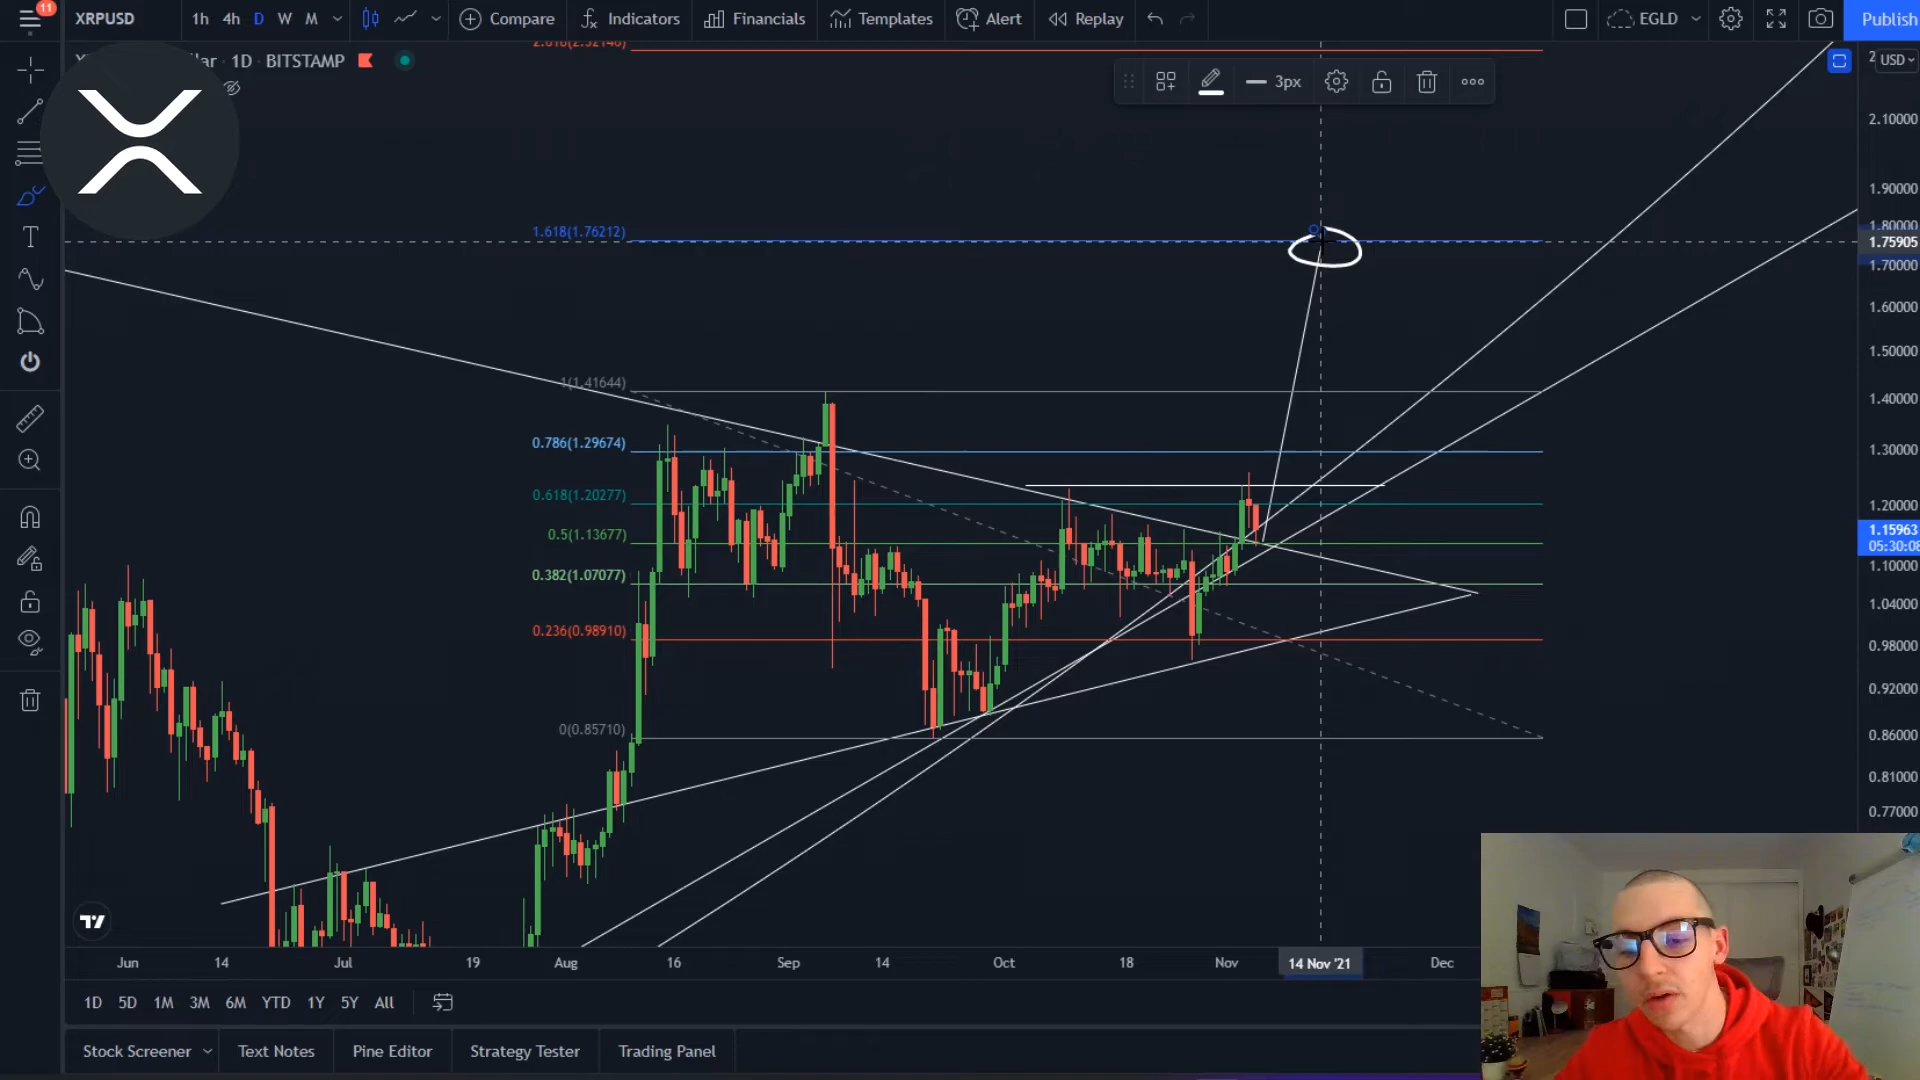 11
XRPUSD
1h 4h D W M
Compare
Indicators
Financials
Templates
Alert
Replay
EGLD
Publish
lar · 1D · BITSTAMP
3px
USD
2.10000
1.90000
1.80000
1.75905
1.70000
1.60000
1.50000
1.40000
1.30000
1.20000
1.15963
05:30:08
1.10000
1.04000
0.98000
0.92000
0.86000
0.81000
0.77000
1.618(1.76212)
1(1.41644)
0.786(1.29674)
0.618(1.20277)
0.5(1.13677)
0.382(1.07077)
0.236(0.98910)
0(0.85710)
Jun 14 Jul 19 Aug 16 Sep 14 Oct 18 Nov 14 Nov '21 Dec
1D 5D 1M 3M 6M YTD 1Y 5Y All
Stock Screener
Text Notes
Pine Editor
Strategy Tester
Trading Panel